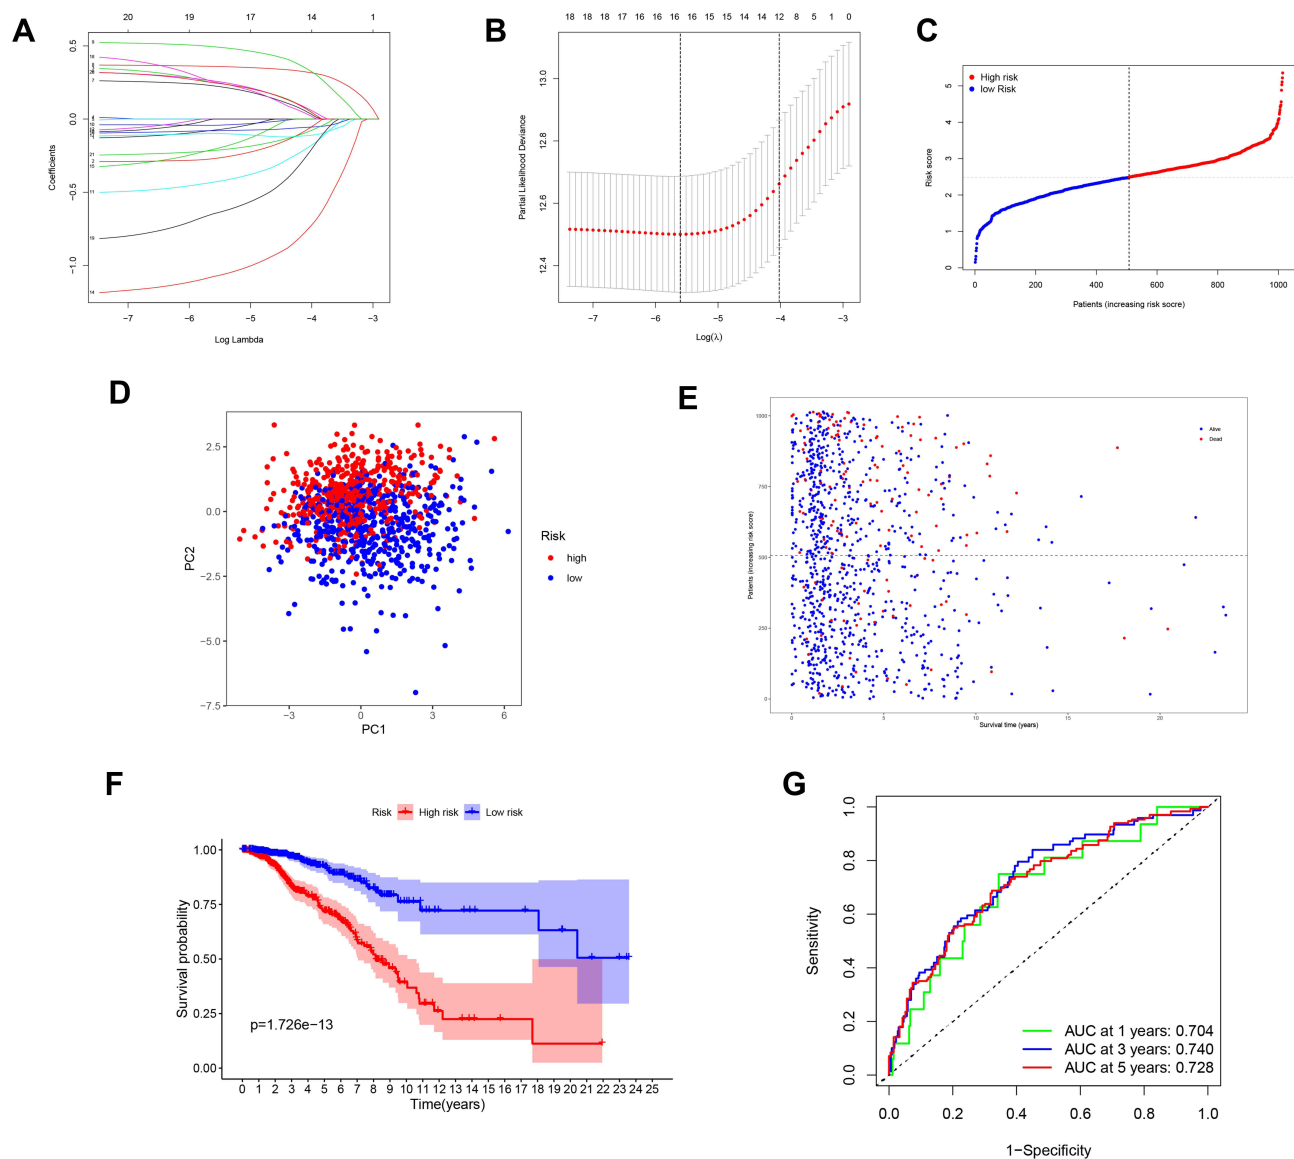 A
20 19 17 14 1
0.5
0.0
−0.5
−1.0
Coefficients
−7 −6 −5 −4 −3
Log Lambda
B
18 18 18 17 16 16 16 16 15 15 14 14 12 8 5 1 0
13.0
12.8
12.6
12.4
Partial Likelihood Deviance
−7 −6 −5 −4 −3
Log(λ)
C
High risk
low Risk
5
4
3
2
1
0
Risk score
0 200 400 600 800 1000
Patients (increasing risk socre)
D
2.5
0.0
−2.5
−5.0
−7.5
PC2
−3 0 3 6
PC1
Risk
high
low
E
1000
750
500
250
0
Patients (increasing risk score)
Alive
Dead
0 5 10 15 20
Survival time (years)
F
Risk High risk Low risk
1.00
0.75
0.50
0.25
0.00
Survival probability
p=1.726e−13
0 1 2 3 4 5 6 7 8 9 10 11 12 13 14 15 16 17 18 19 20 21 22 23 24 25
Time(years)
G
1.0
0.8
0.6
0.4
0.2
0.0
Sensitivity
AUC at 1 years: 0.704
AUC at 3 years: 0.740
AUC at 5 years: 0.728
0.0 0.2 0.4 0.6 0.8 1.0
1−Specificity